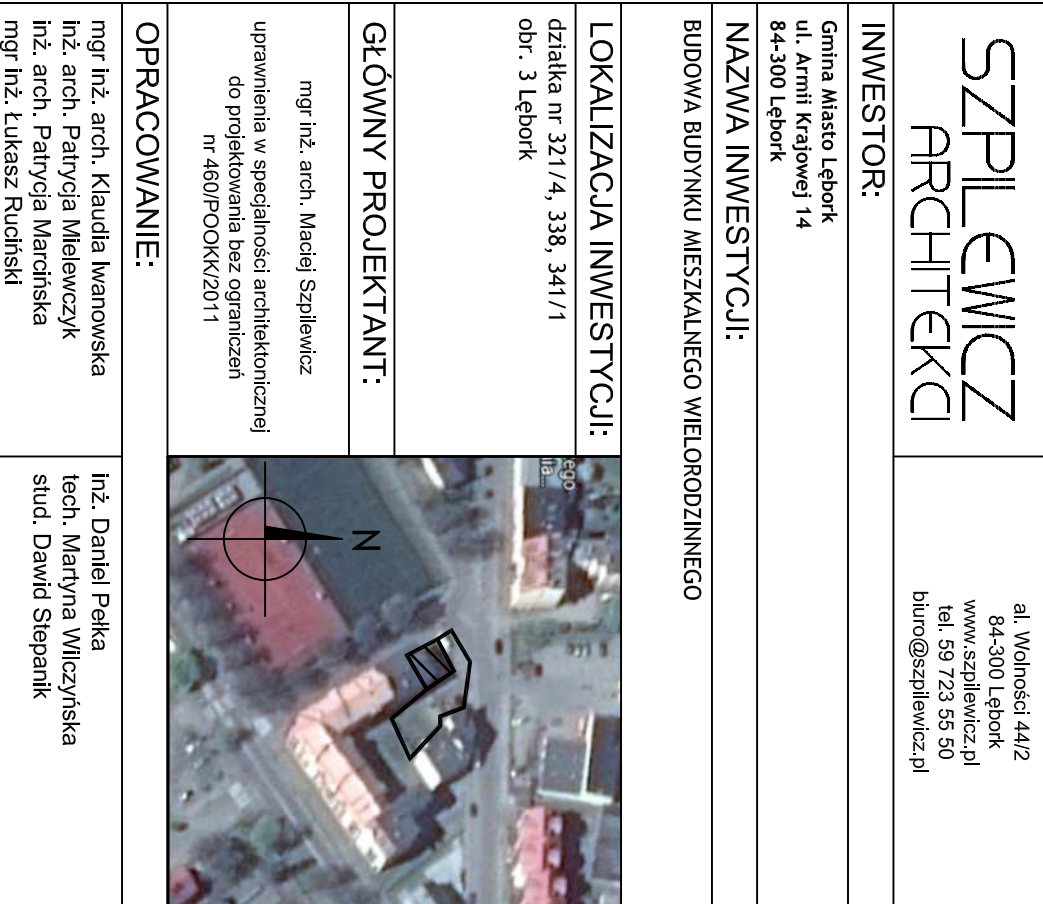 SZPILEWICZ
ARCHITEKCI
al. Wolności 44/2
84-300 Lębork
www.szpilewicz.pl
tel. 59 723 55 50
biuro@szpilewicz.pl
INWESTOR:
Gmina Miasto Lębork
ul. Armii Krajowej 14
84-300 Lębork
NAZWA INWESTYCJI:
BUDOWA BUDYNKU MIESZKALNEGO WIELORODZINNEGO
LOKALIZACJA INWESTYCJI:
działka nr 321/4, 338, 341/1
obr. 3 Lębork
GŁÓWNY PROJEKTANT:
mgr inż. arch. Maciej Szpilewicz
uprawnienia w specjalności architektonicznej
do projektowania bez ograniczeń
nr 460/POOKK/2011
N
OPRACOWANIE:
mgr inż. arch. Klaudia Iwanowska
inż. arch. Patrycja Mielewczyk
inż. arch. Patrycja Marcińska
mgr inż. Łukasz Ruciński
inż. Daniel Pełka
tech. Martyna Wilczyńska
stud. Dawid Stępanik